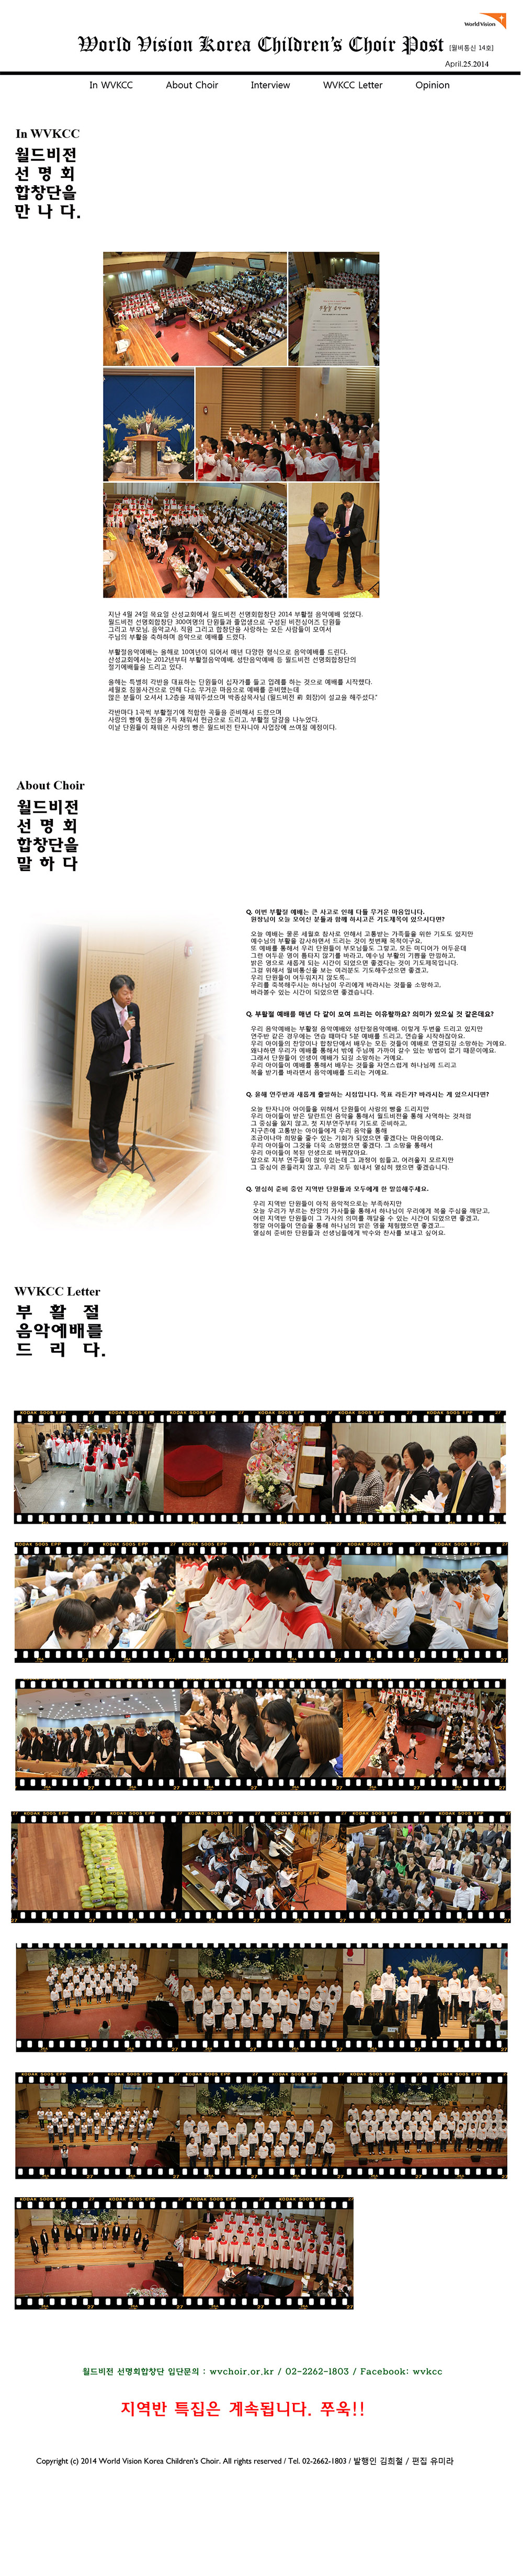 World Vision
World Vision Korea Children's Choir Post [월비통신 14호]
April.25.2014
In WVKCC About Choir Interview WVKCC Letter Opinion
In WVKCC
월드비전
선 명 회
합창단을
만 나 다.
지난 4월 24일 목요일 산성교회에서 월드비전 선명회합창단 2014 부활절 음악예배 있었다.
월드비전 선명회합창단 300여명의 단원들과 졸업생으로 구성된 비전싱어즈 단원들
그리고 부모님, 음악교사, 직원 그리고 합창단을 사랑하는 모든 사람들이 모여서
주님의 부활을 축하하며 음악으로 예배를 드렸다.
부활절음악예배는 올해로 10여년이 되어서 매년 다양한 형식으로 음악예배를 드린다.
산성교회에서는 2012년부터 부활절음악예배, 성탄음악예배 등 월드비전 선명회합창단의
절기예배들을 드리고 있다.
올해는 특별히 각반을 대표하는 단원들이 십자가를 들고 입례를 하는 것으로 예배를 시작했다.
세월호 침몰사건으로 인해 다소 무거운 마음으로 예배를 준비했는데
많은 분들이 오셔서 1,2층을 채워주셨으며 박종삼목사님 (월드비전 前 회장)이 설교을 해주셨다."
각반마다 1곡씩 부활절기에 적합한 곡들을 준비해서 드렸으며
사랑의 빵에 동전을 가득 채워서 헌금으로 드리고, 부활절 달걀을 나누었다.
이날 단원들이 채워온 사랑의 빵은 월드비전 탄자니아 사업장에 쓰여질 예정이다.
About Choir
월드비전
선 명 회
합창단을
말 하 다
Q. 이번 부활절 예배는 큰 사고로 인해 다들 무거운 마음입니다.
원장님이 오늘 모이신 분들과 함께 하시고픈 기도제목이 있으시다면?
오늘 예배는 물론 세월호 참사로 인해서 고통받는 가족들을 위한 기도도 있지만
예수님의 부활을 감사하면서 드리는 것이 첫번째 목적이구요,
또 예배를 통해서 우리 단원들이 부모님들도 그렇고, 모든 미디어가 어두운데
그런 어두운 영이 틈타지 않기를 바라고, 예수님 부활의 기쁨을 만끽하고,
밝은 영으로 새롭게 되는 시간이 되었으면 좋겠다는 것이 기도제목입니다.
그걸 위해서 월비통신을 보는 여러분도 기도해주셨으면 좋겠고,
우리 단원들이 어두워지지 않도록...
우리를 축복해주시는 하나님이 우리에게 바라시는 것들을 소망하고,
바라볼수 있는 시간이 되었으면 좋겠습니다.
Q. 부활절 예배를 매년 다 같이 모여 드리는 이유랄까요? 의미가 있으실 것 같은데요?
우리 음악예배는 부활절 음악예배와 성탄절음악예배. 이렇게 두번을 드리고 있지만
연주반 같은 경우에는 연습 때마다 5분 예배를 드리고, 연습을 시작하잖아요.
우리 아이들의 찬양이나 합창단에서 배우는 모든 것들이 예배로 연결되길 소망하는 거예요.
왜냐하면 우리가 예배를 통해서 밖에 주님께 가까이 갈수 있는 방법이 없기 때문이예요.
그래서 단원들이 인생이 예배가 되길 소망하는 거예요.
우리 아이들이 예배를 통해서 배우는 것들을 자연스럽게 하나님께 드리고
복을 받기를 바라면서 음악예배를 드리는 거예요.
Q. 올해 연주반과 새롭게 출발하는 시점입니다. 목표 라든가? 바라시는 게 있으시다면?
오늘 탄자니아 아이들을 위해서 단원들이 사랑의 빵을 드리지만
우리 아이들이 받은 달란트인 음악을 통해서 월드비전을 통해 사역하는 것처럼
그 중심을 잃지 않고, 첫 지부연주부터 기도로 준비하고,
지구촌에 고통받는 아이들에게 우리 음악을 통해
조금이나마 희망을 줄수 있는 기회가 되었으면 좋겠다는 마음이예요.
우리 아이들이 그것을 더욱 소망했으면 좋겠다. 그 소망을 통해서
우리 아이들이 복된 인생으로 바뀌잖아요.
앞으로 지부 연주들이 많이 있는데 그 과정이 힘들고, 어려울지 모르지만
그 중심이 흔들리지 않고, 우리 모두 힘내서 열심히 했으면 좋겠습니다.
Q. 열심히 준비 중인 지역반 단원들과 모두에게 한 말씀해주세요.
우리 지역반 단원들이 아직 음악적으로는 부족하지만
오늘 우리가 부르는 찬양의 가사들을 통해서 하나님이 우리에게 복을 주심을 깨닫고,
어린 지역반 단원들이 그 가사의 의미를 깨달을 수 있는 시간이 되었으면 좋겠고,
정말 아이들이 연습을 통해 하나님의 밝은 영을 체험했으면 좋겠고...
열심히 준비한 단원들과 선생님들에게 박수와 찬사를 보내고 싶어요.
WVKCC Letter
부 활 절
음악예배를
드 리 다.
월드비전 선명회합창단 입단문의 : wvchoir.or.kr / 02-2262-1803 / Facebook: wvkcc
지역반 특집은 계속됩니다. 쭈욱!!
Copyright (c) 2014 World Vision Korea Children's Choir. All rights reserved / Tel. 02-2662-1803 / 발행인 김희철 / 편집 유미라